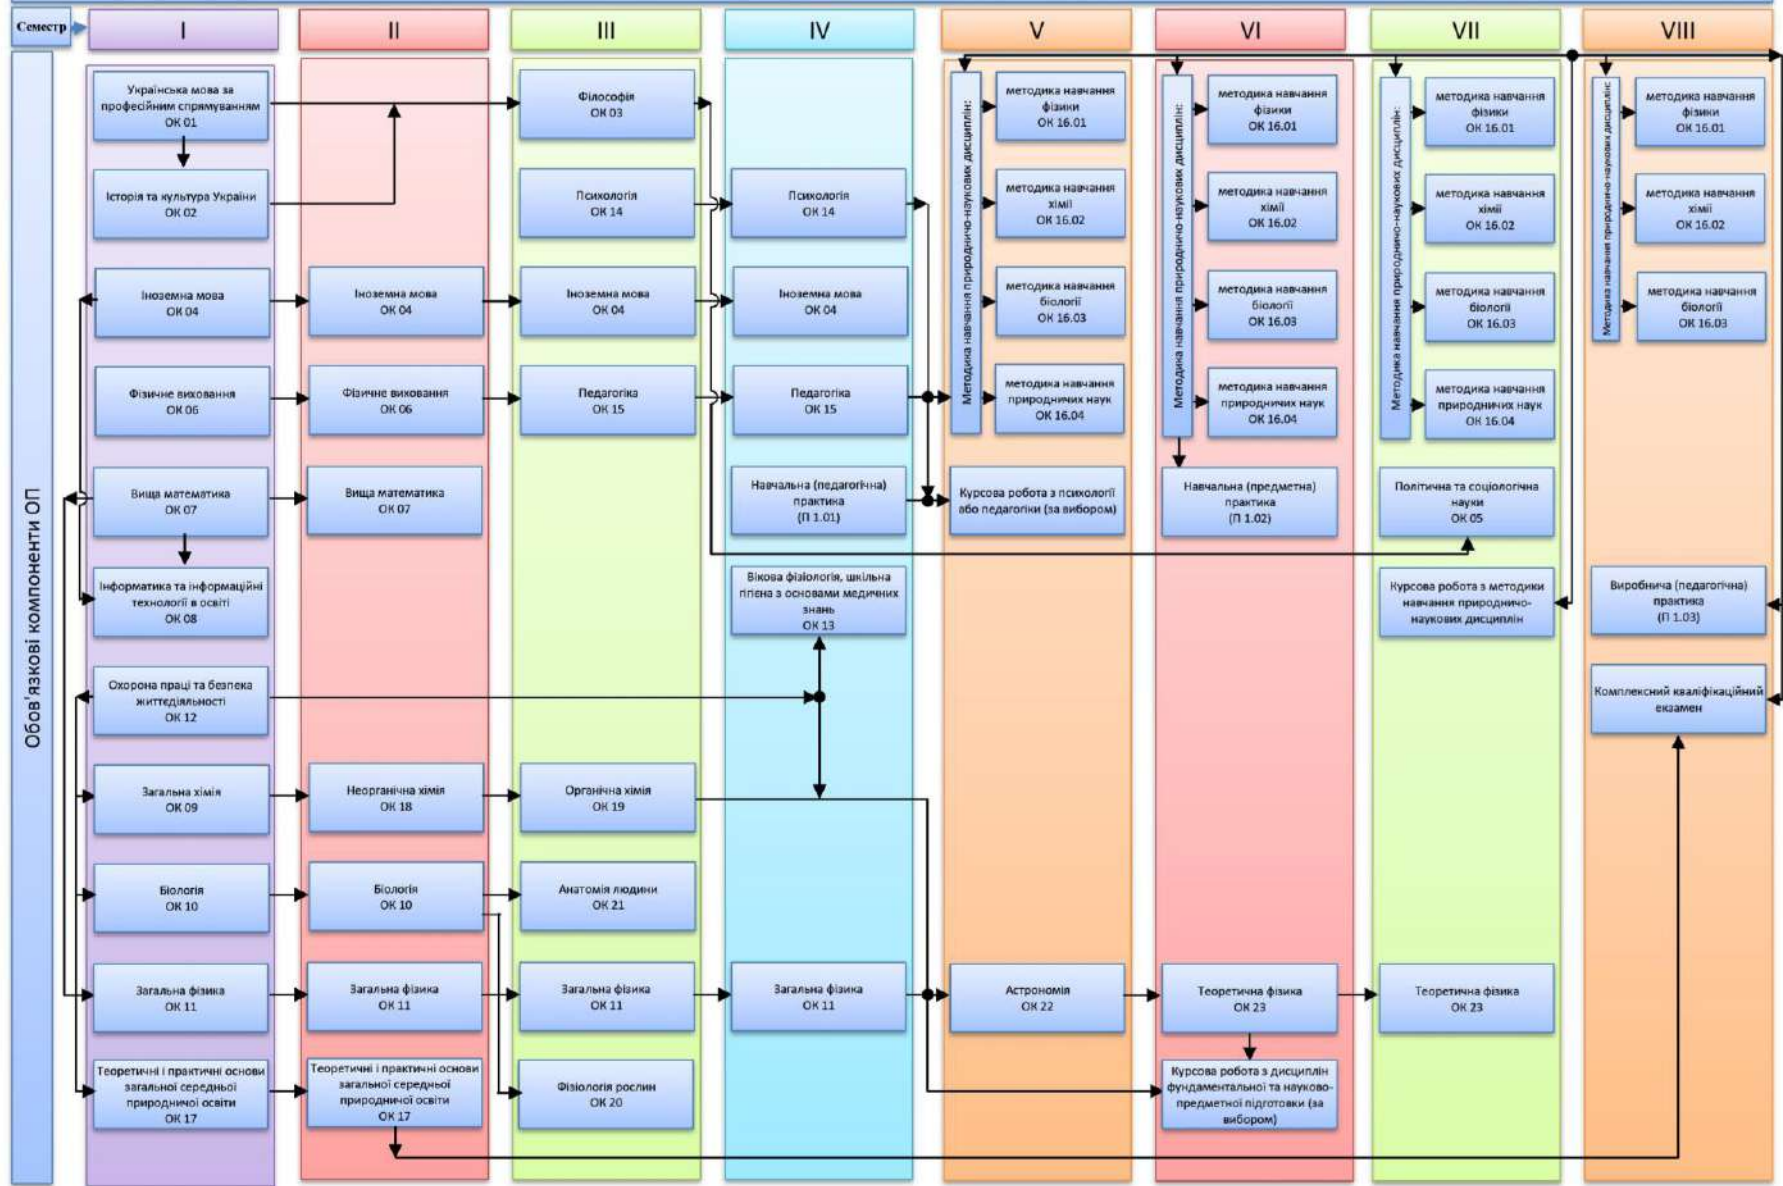 Семестр
I
II
III
IV
V
VI
VII
VIII
Обов'язкові компоненти ОП
Українська мова за
професійним спрямуванням
ОК 01
Історія та культура України
ОК 02
Іноземна мова
ОК 04
Фізичне виховання
ОК 06
Вища математика
ОК 07
Інформатика та інформаційні
технології в освіті
ОК 08
Охорона праці та безпека
життєдіяльності
ОК 12
Загальна хімія
ОК 09
Біологія
ОК 10
Загальна фізика
ОК 11
Теоретичні і практичні основи
загальної середньої
природничої освіти
ОК 17
Іноземна мова
ОК 04
Фізичне виховання
ОК 06
Вища математика
ОК 07
Неорганічна хімія
ОК 18
Біологія
ОК 10
Загальна фізика
ОК 11
Теоретичні і практичні основи
загальної середньої
природничої освіти
ОК 17
Філософія
ОК 03
Психологія
ОК 14
Іноземна мова
ОК 04
Педагогіка
ОК 15
Органічна хімія
ОК 19
Анатомія людини
ОК 21
Загальна фізика
ОК 11
Фізіологія рослин
ОК 20
Психологія
ОК 14
Іноземна мова
ОК 04
Педагогіка
ОК 15
Навчальна (педагогічна)
практика
(П 1.01)
Вікова фізіологія, шкільна
гігієна з основами медичних
знань
ОК 13
Загальна фізика
ОК 11
Методика навчання природничо-наукових дисциплін:
методика навчання
фізики
ОК 16.01
методика навчання
хімії
ОК 16.02
методика навчання
біології
ОК 16.03
методика навчання
природничих наук
ОК 16.04
Курсова робота з психології
або педагогіки (за вибором)
Астрономія
ОК 22
Методика навчання природничо-наукових дисциплін:
методика навчання
фізики
ОК 16.01
методика навчання
хімії
ОК 16.02
методика навчання
біології
ОК 16.03
методика навчання
природничих наук
ОК 16.04
Навчальна (предметна)
практика
(П 1.02)
Теоретична фізика
ОК 23
Курсова робота з дисциплін
фундаментальної та науково-
предметної підготовки (за
вибором)
Методика навчання природничо-наукових дисциплін:
методика навчання
фізики
ОК 16.01
методика навчання
хімії
ОК 16.02
методика навчання
біології
ОК 16.03
методика навчання
природничих наук
ОК 16.04
Політична та соціологічна
науки
ОК 05
Курсова робота з методики
навчання природничо-
наукових дисциплін
Теоретична фізика
ОК 23
Методика навчання природничо-наукових дисциплін:
методика навчання
фізики
ОК 16.01
методика навчання
хімії
ОК 16.02
методика навчання
біології
ОК 16.03
Виробнича (педагогічна)
практика
(П 1.03)
Комплексний кваліфікаційний
екзамен